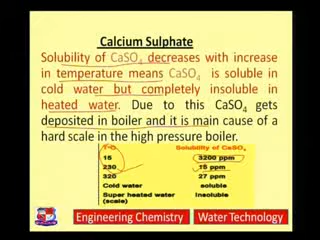 Calcium Sulphate
Solubility of CaSO4 decreases with increase
in temperature means CaSO4 is soluble in
cold water but completely insoluble in
heated water. Due to this CaSO4 gets
deposited in boiler and it is main cause of a
hard scale in the high pressure boiler.
T°C Solubility of CaSO4
15 3200 ppm
230 15 ppm
320 27 ppm
Cold water soluble
Super heated water Insoluble
(scale)
Engineering Chemistry Water Technology